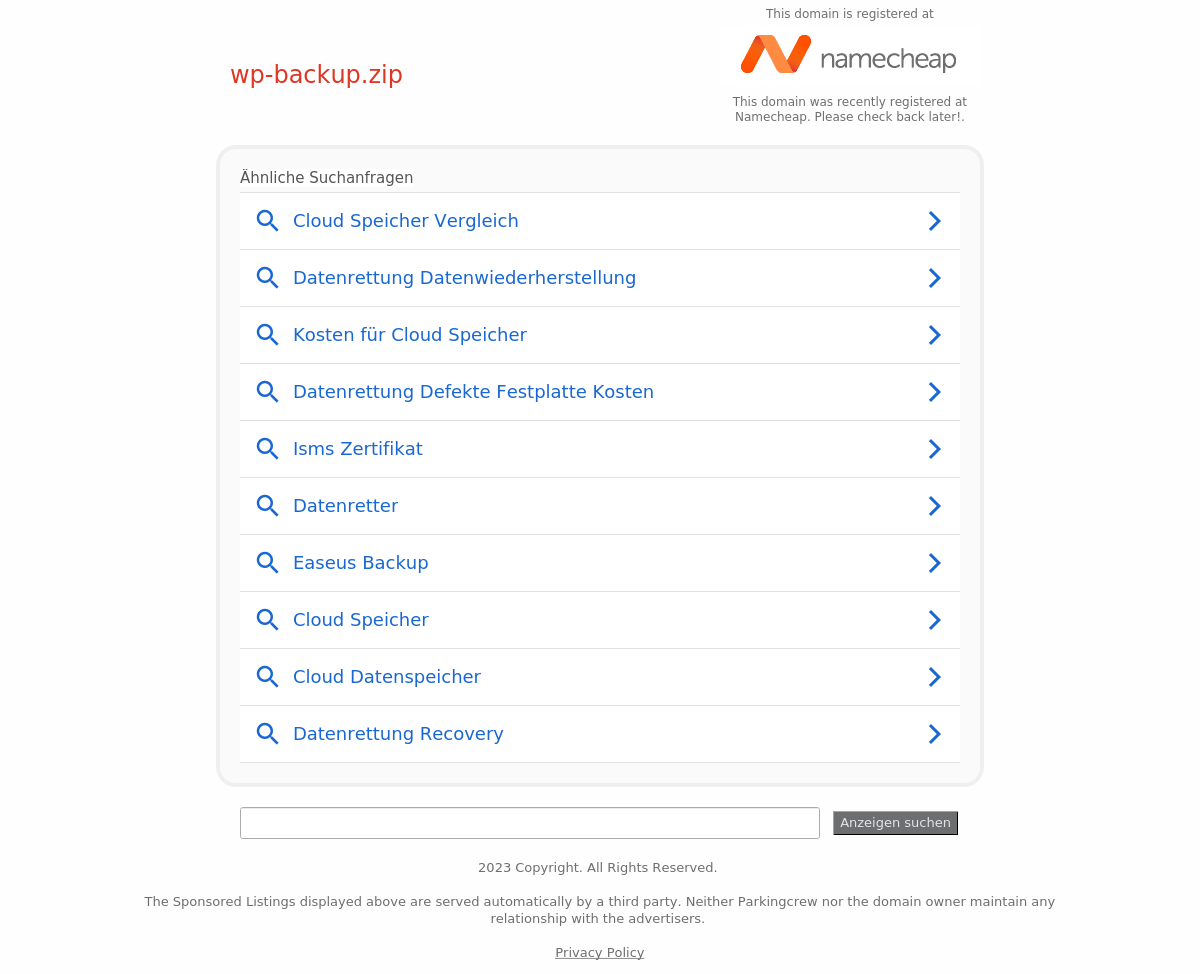 This domain is registered at
namecheap
wp-backup.zip
This domain was recently registered at
Namecheap. Please check back later!.
Ähnliche Suchanfragen
Cloud Speicher Vergleich
Datenrettung Datenwiederherstellung
Kosten für Cloud Speicher
Datenrettung Defekte Festplatte Kosten
Isms Zertifikat
Datenretter
Easeus Backup
Cloud Speicher
Cloud Datenspeicher
Datenrettung Recovery
Anzeigen suchen
2023 Copyright. All Rights Reserved.
The Sponsored Listings displayed above are served automatically by a third party. Neither Parkingcrew nor the domain owner maintain any
relationship with the advertisers.
Privacy Policy